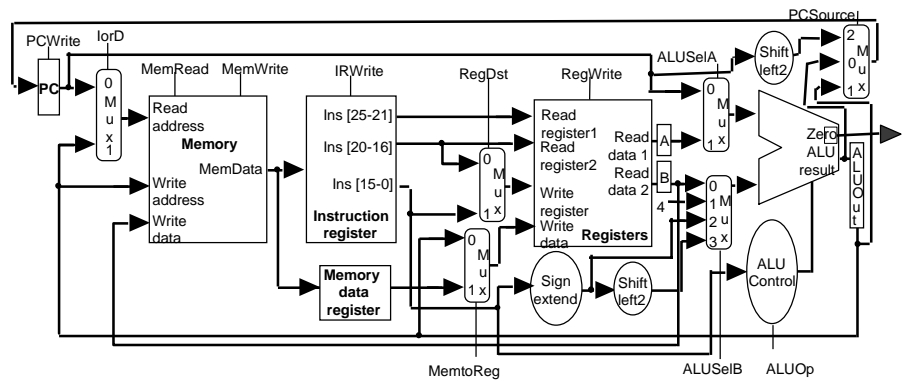 PCSource
PCWrite
IorD
MemRead
MemWrite
IRWrite
RegDst
RegWrite
ALUSelA
Shift
left2
2
M
u
0
x
1
PC
0
M
u
x
1
Read
address
Memory
MemData
Write
address
Write
data
Ins [25-21]
Ins [20-16]
Ins [15-0]
Instruction
register
Memory
data
register
0
M
u
x
1
0
M
u
x
1
Read
register1
Read
register2
Write
register
Write
data
Read
data 1
Read
data 2
Registers
A
B
4
0
M
u
x
1
0
1
M
2
u
3
x
Zero
ALU
result
ALUOut
Sign
extend
Shift
left2
ALU
Control
MemtoReg
ALUSelB
ALUOp